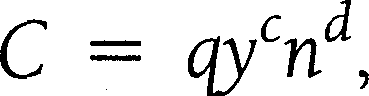 C = qy^c n^d,